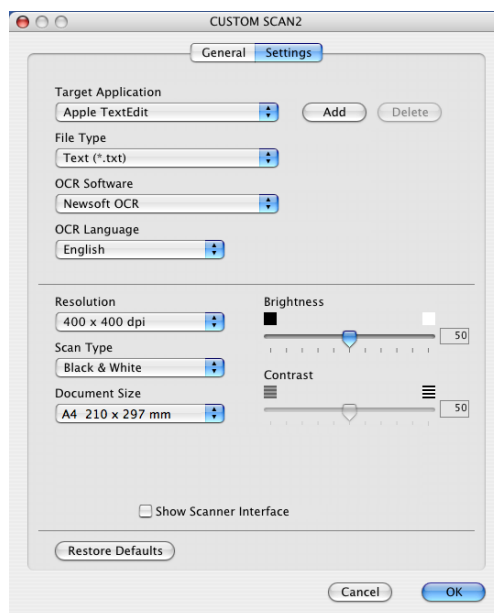 CUSTOM SCAN2
General Settings
Target Application
Apple TextEdit Add Delete
File Type
Text (*.txt)
OCR Software
Newsoft OCR
OCR Language
English
Resolution
400 x 400 dpi
Scan Type
Black & White
Document Size
A4 210 x 297 mm
Brightness
50
Contrast
50
Show Scanner Interface
Restore Defaults
Cancel OK